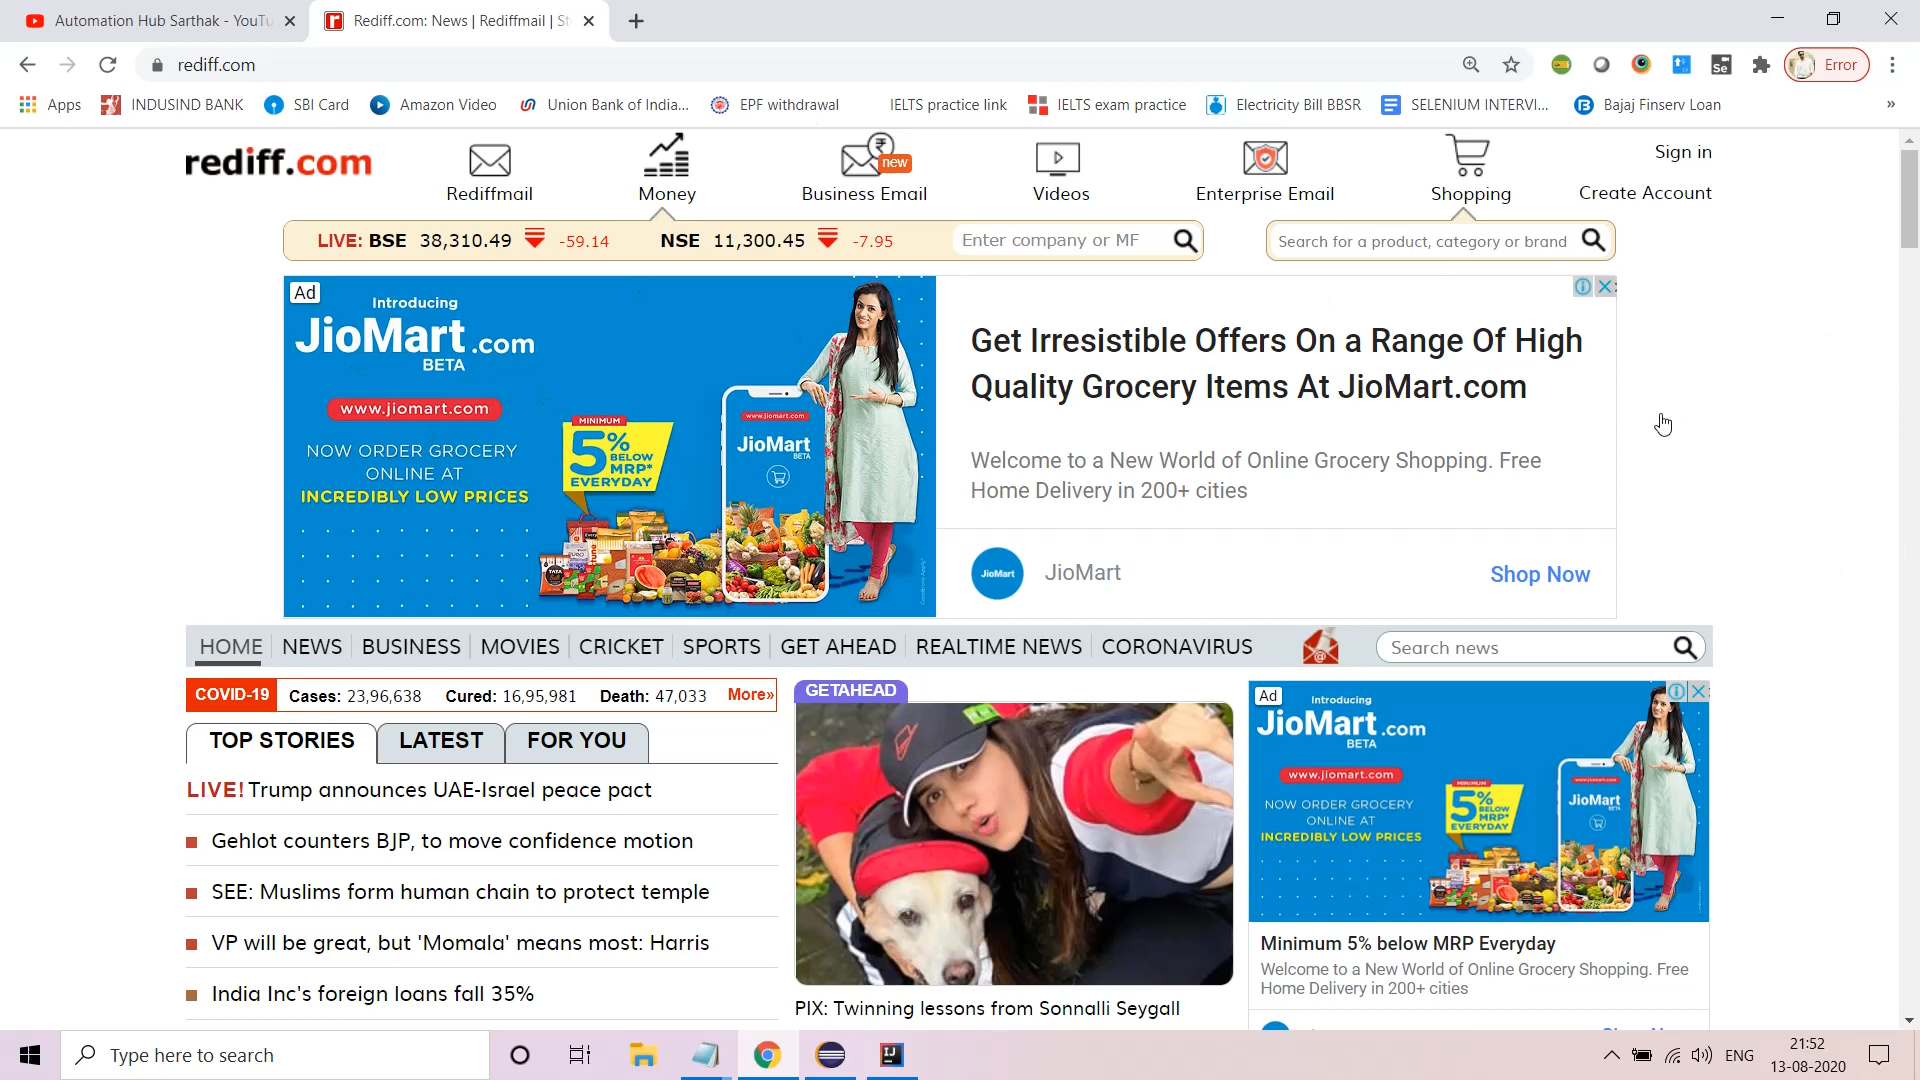 Automation Hub Sarthak - YouTu
Rediff.com: News | Rediffmail | St
rediff.com
Error
Apps
INDUSIND BANK
SBI Card
Amazon Video
Union Bank of India...
EPF withdrawal
IELTS practice link
IELTS exam practice
Electricity Bill BBSR
SELENIUM INTERVI...
Bajaj Finserv Loan
»
rediff.com
Rediffmail
Money
new
Business Email
Videos
Enterprise Email
Shopping
Sign in
Create Account
LIVE: BSE 38,310.49 -59.14 NSE 11,300.45 -7.95
Enter company or MF
Search for a product, category or brand
Ad
Introducing
JioMart.com
BETA
www.jiomart.com
NOW ORDER GROCERY
ONLINE AT
INCREDIBLY LOW PRICES
MINIMUM
5%
BELOW
MRP*
EVERYDAY
www.jiomart.com
JioMart
BETA
Get Irresistible Offers On a Range Of High
Quality Grocery Items At JioMart.com
Welcome to a New World of Online Grocery Shopping. Free
Home Delivery in 200+ cities
JioMart
JioMart
Shop Now
HOME
NEWS
BUSINESS
MOVIES
CRICKET
SPORTS
GET AHEAD
REALTIME NEWS
CORONAVIRUS
Search news
COVID-19 Cases: 23,96,638 Cured: 16,95,981 Death: 47,033 More»
TOP STORIES
LATEST
FOR YOU
LIVE! Trump announces UAE-Israel peace pact
Gehlot counters BJP, to move confidence motion
SEE: Muslims form human chain to protect temple
VP will be great, but 'Momala' means most: Harris
India Inc's foreign loans fall 35%
GETAHEAD
PIX: Twinning lessons from Sonnalli Seygall
Ad
Introducing
JioMart.com
BETA
www.jiomart.com
NOW ORDER GROCERY
ONLINE AT
INCREDIBLY LOW PRICES
MINIMUM
5%
BELOW
MRP*
EVERYDAY
JioMart
BETA
Minimum 5% below MRP Everyday
Welcome to a New World of Online Grocery Shopping. Free
Home Delivery in 200+ cities
Type here to search
ENG
21:52
13-08-2020